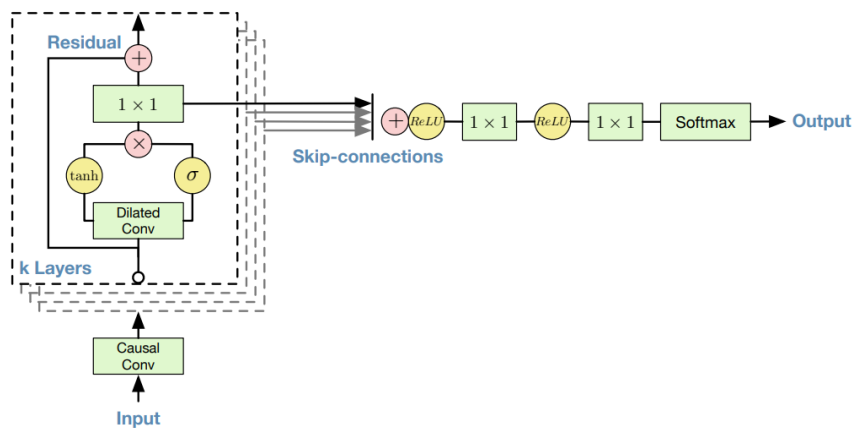 Residual
+
1 × 1
×
tanh
σ
Dilated
Conv
k Layers
Causal
Conv
Input
Skip-connections
+
ReLU
1 × 1
ReLU
1 × 1
Softmax
Output